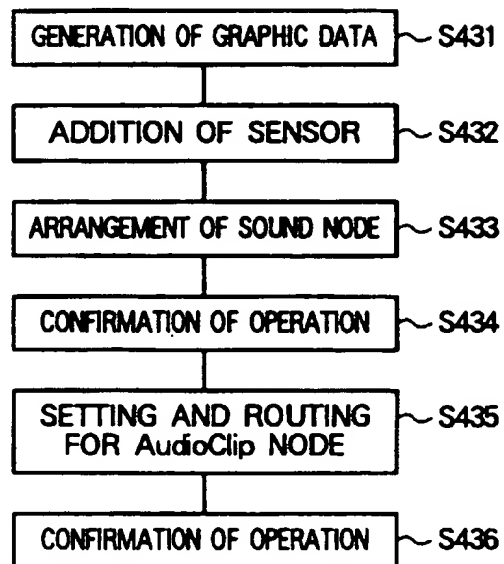 GENERATION OF GRAPHIC DATA S431
ADDITION OF SENSOR S432
ARRANGEMENT OF SOUND NODE S433
CONFIRMATION OF OPERATION S434
SETTING AND ROUTING S435
FOR AudioClip NODE
CONFIRMATION OF OPERATION S436